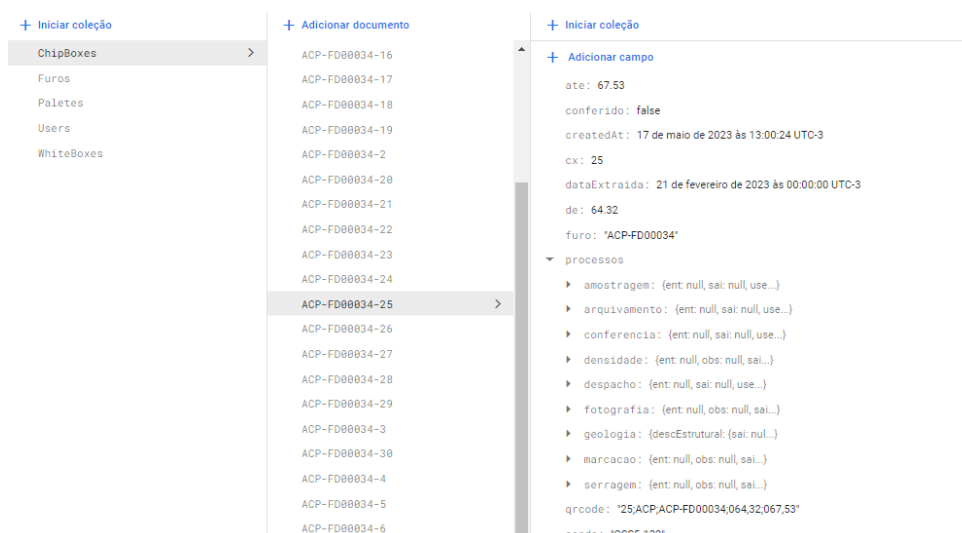 + Iniciar coleção
ChipBoxes
Furos
Paletes
Users
WhiteBoxes
+ Adicionar documento
ACP-FD00034-16
ACP-FD00034-17
ACP-FD00034-18
ACP-FD00034-19
ACP-FD00034-2
ACP-FD00034-20
ACP-FD00034-21
ACP-FD00034-22
ACP-FD00034-23
ACP-FD00034-24
ACP-FD00034-25
ACP-FD00034-26
ACP-FD00034-27
ACP-FD00034-28
ACP-FD00034-29
ACP-FD00034-3
ACP-FD00034-30
ACP-FD00034-4
ACP-FD00034-5
ACP-FD00034-6
+ Iniciar coleção
+ Adicionar campo
ate: 67.53
conferido: false
createdAt: 17 de maio de 2023 às 13:00:24 UTC-3
cx: 25
dataExtraida: 21 de fevereiro de 2023 às 00:00:00 UTC-3
de: 64.32
furo: "ACP-FD00034"
processos
amostragem: {ent: null, sai: null, use...}
arquivamento: {ent: null, sai: null, use...}
conferencia: {ent: null, sai: null, use...}
densidade: {ent: null, obs: null, sai...}
despacho: {ent: null, sai: null, use...}
fotografia: {ent: null, obs: null, sai...}
geologia: {descEstrutural: {sai: nul...}
marcacao: {ent: null, obs: null, sai...}
serragem: {ent: null, obs: null, sai...}
qrcode: "25;ACP;ACP-FD00034;064,32;067,53"